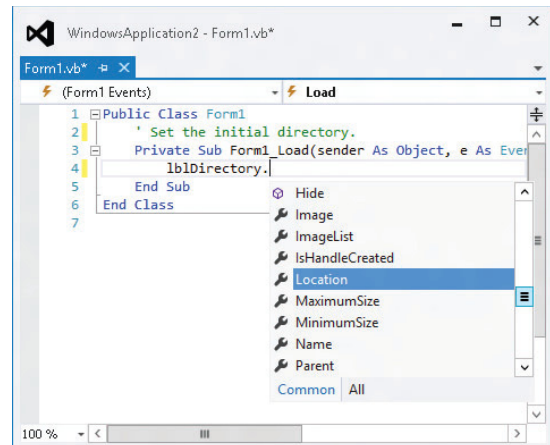 WindowsApplication2 - Form1.vb*
Form1.vb*
(Form1 Events) Load
1 Public Class Form1
2 ' Set the initial directory.
3 Private Sub Form1_Load(sender As Object, e As Even
4 lblDirectory.
5 End Sub
6 End Class
7
Hide
Image
ImageList
IsHandleCreated
Location
MaximumSize
MinimumSize
Name
Parent
Common All
100 %